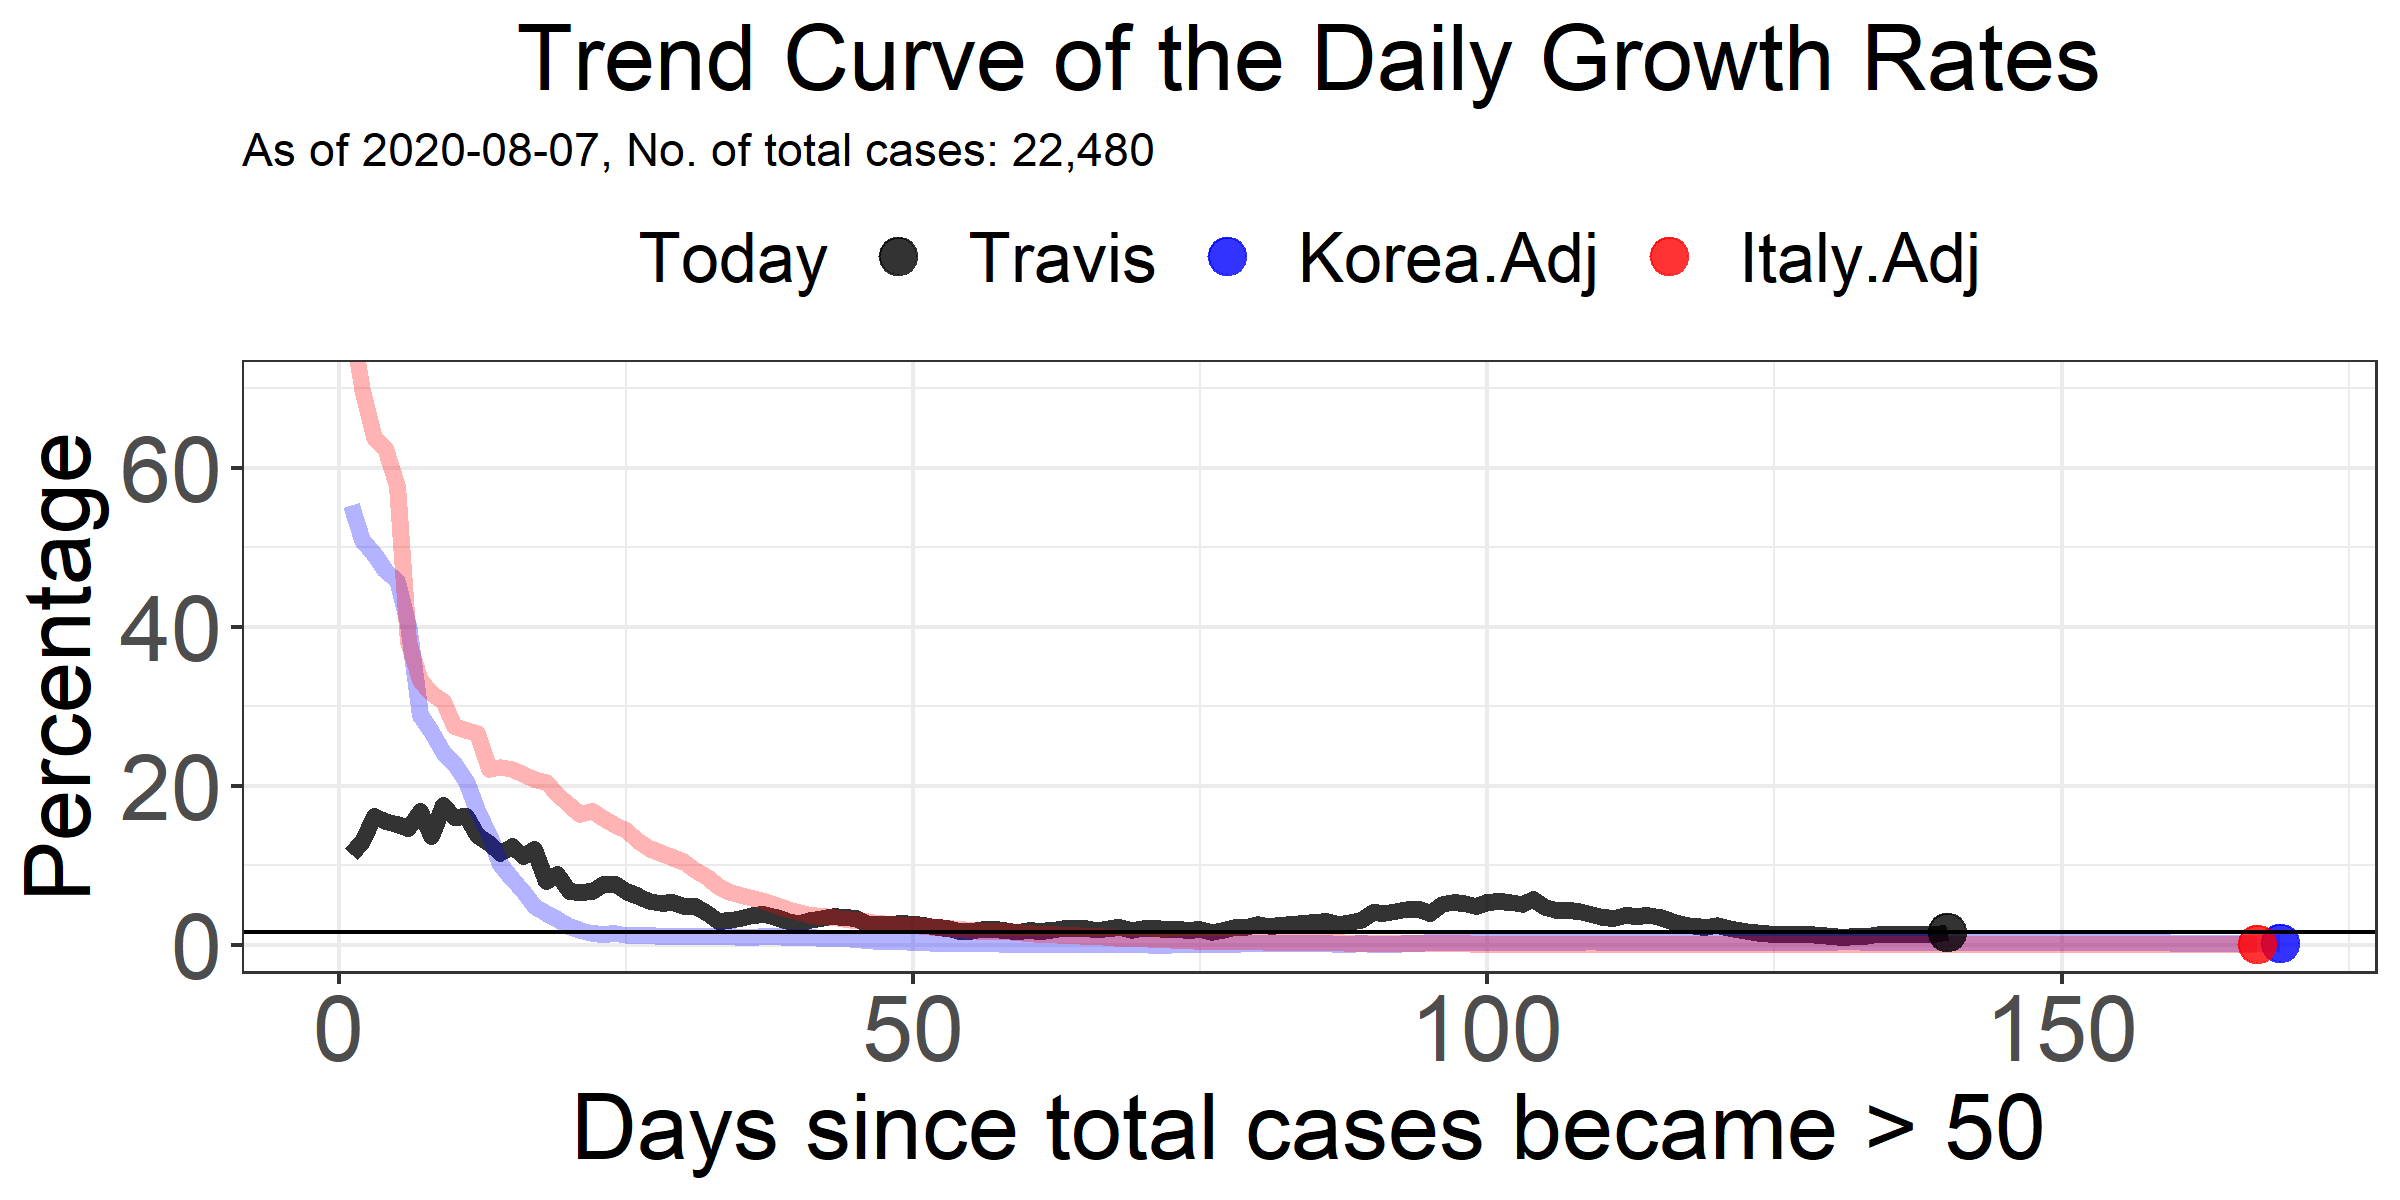 Trend Curve of the Daily Growth Rates
As of 2020-08-07, No. of total cases: 22,480
Today Travis Korea.Adj Italy.Adj
Percentage
60
40
20
0
0 50 100 150
Days since total cases became > 50